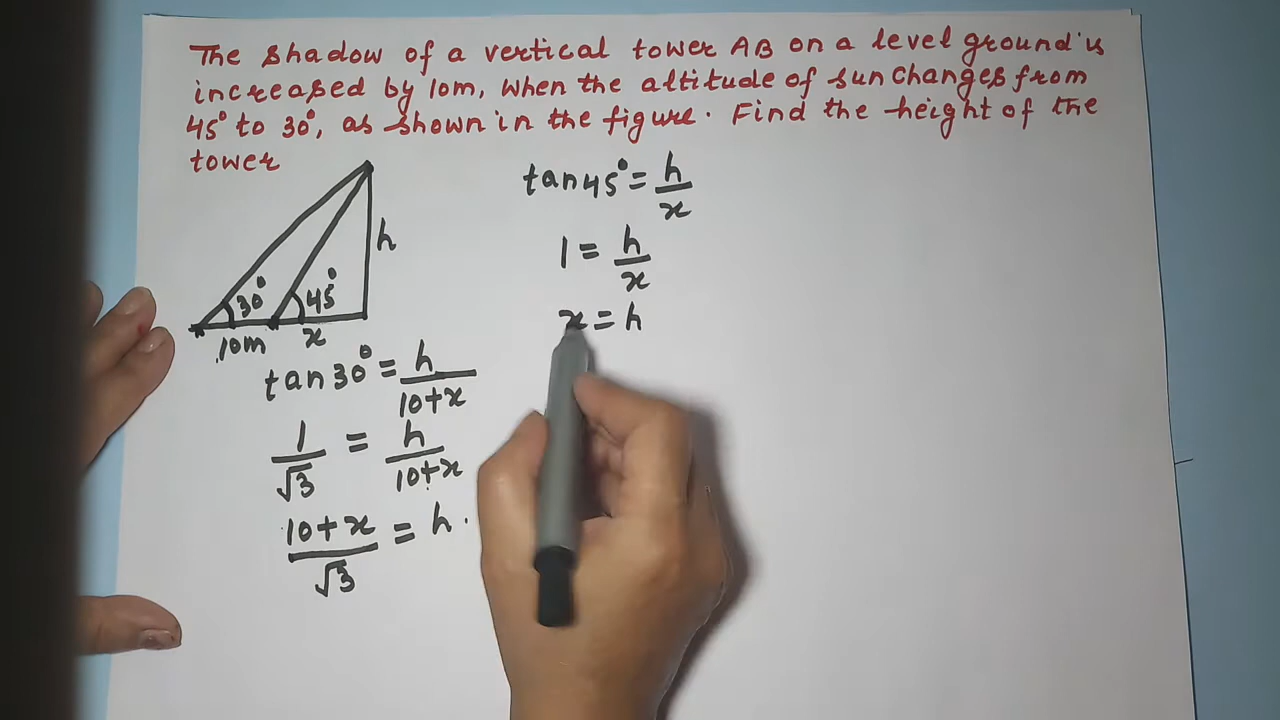 The shadow of a vertical tower AB on a level ground is
increased by 10m, when the altitude of sun changes from
45° to 30°, as shown in the figure. Find the height of the
tower
h
30°
45°
10m
x
tan30° = h/10+x
1/√3 = h/10+x
10+x/√3 = h.
tan45° = h/x
1 = h/x
x = h